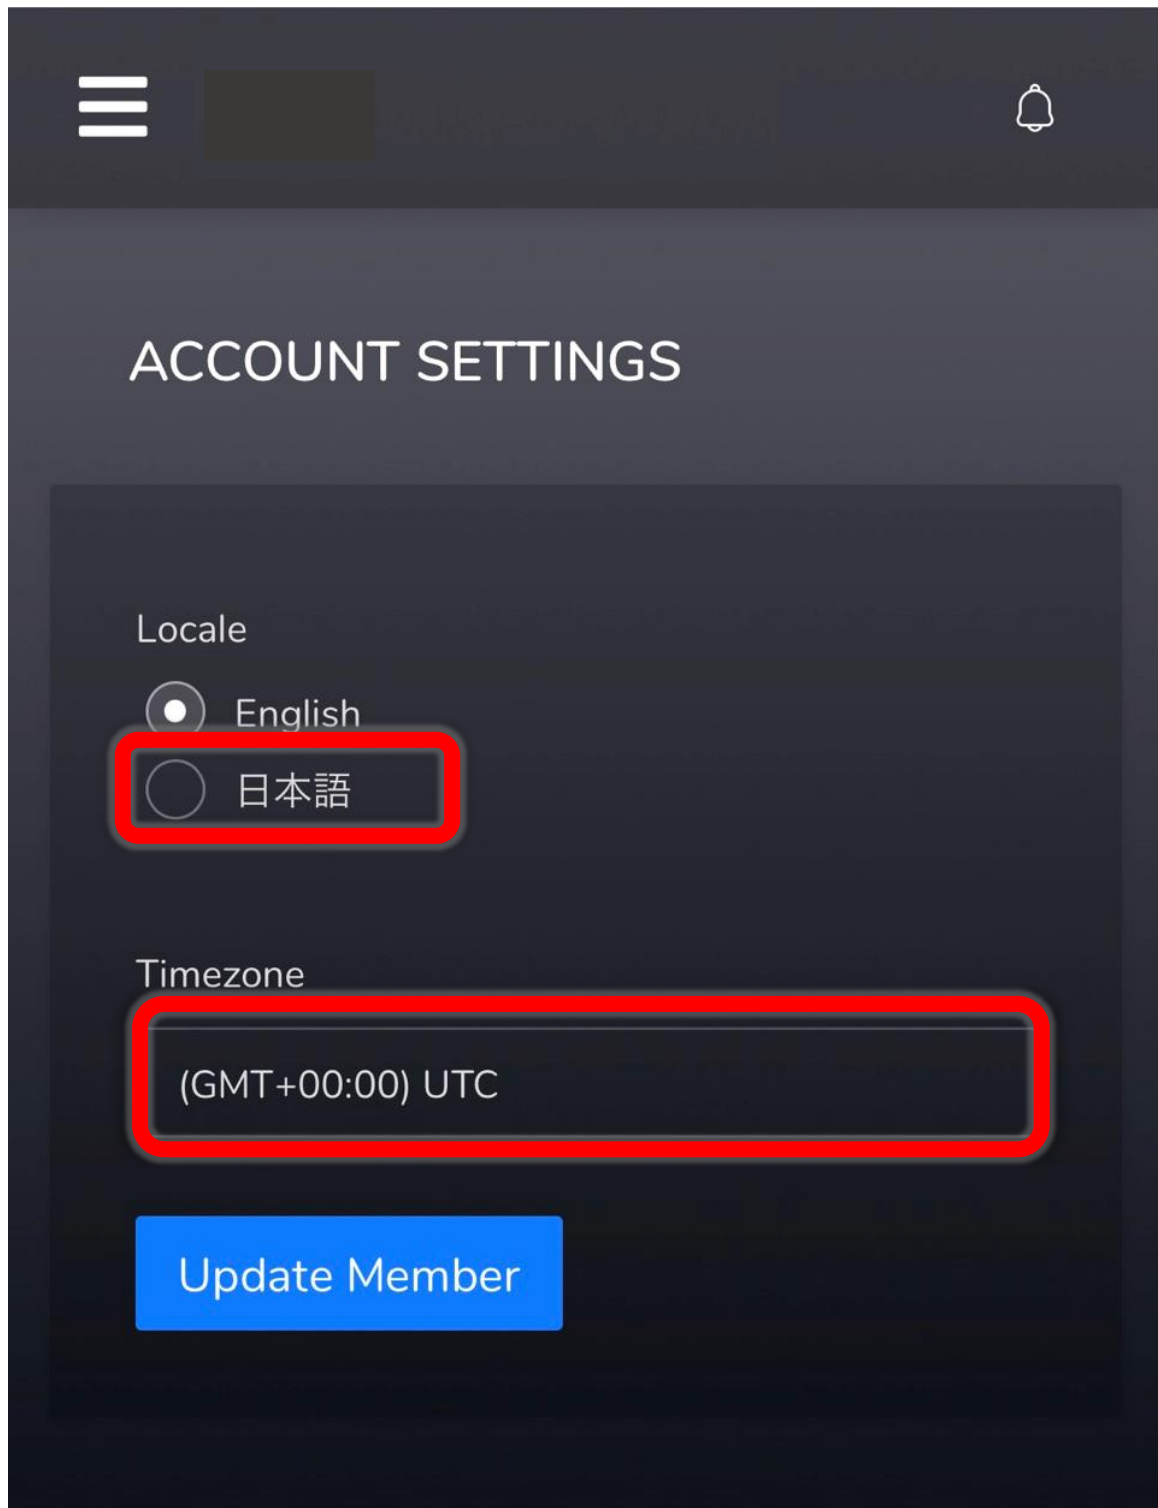 ACCOUNT SETTINGS
Locale
English
日本語
Timezone
(GMT+00:00) UTC
Update Member